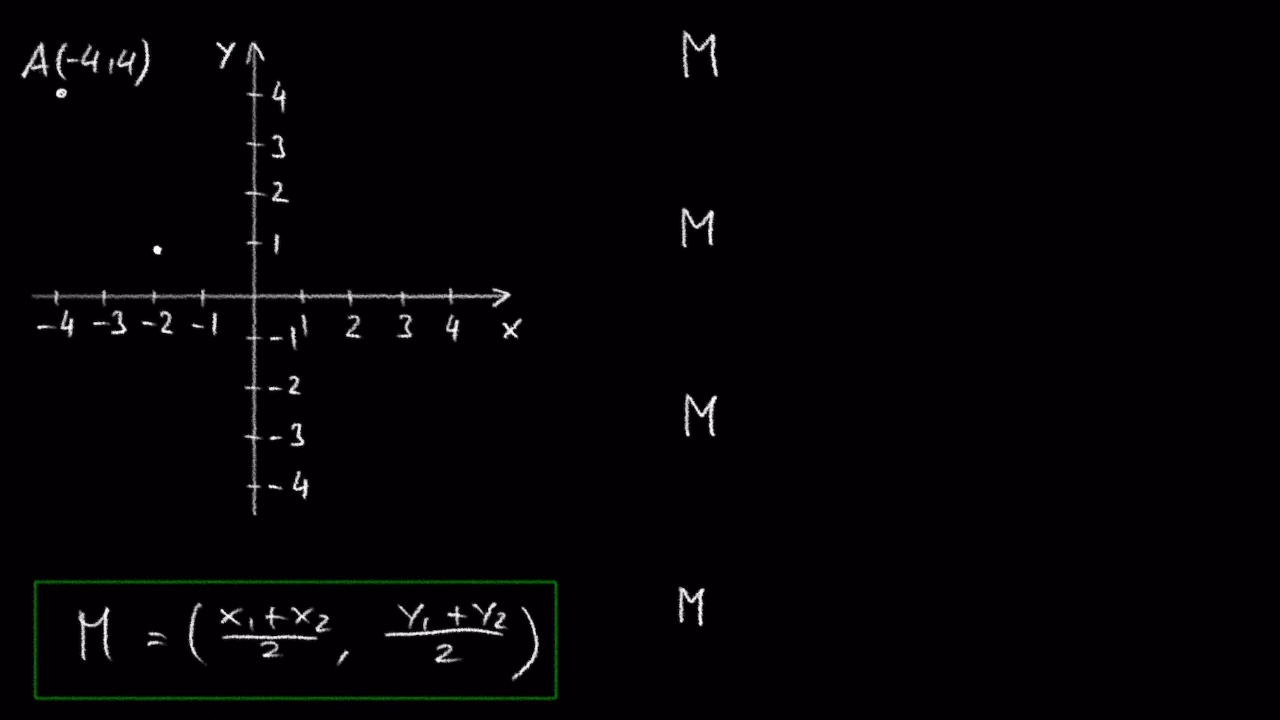 A(-4,4)
Y
4
3
2
1
-4 -3 -2 -1 1 2 3 4 x
-1
-2
-3
-4
M = (x₁+x₂/2, Y₁+Y₂/2)
M
M
M
M